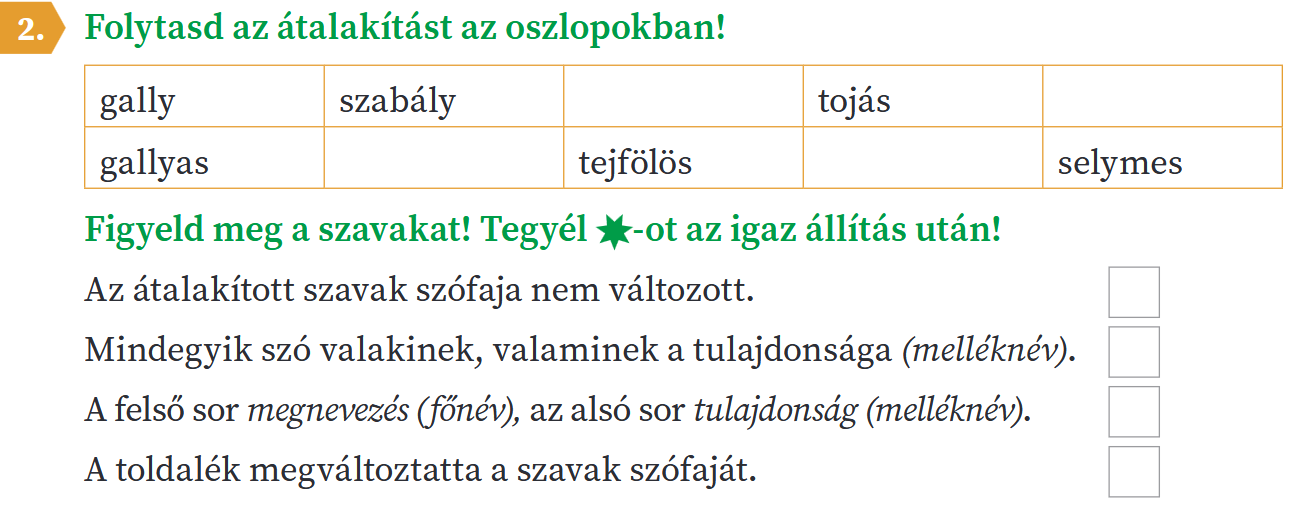 2. Folytasd az átalakítást az oszlopokban!
gally szabály tojás
gallyas tejfölös selymes
Figyeld meg a szavakat! Tegyél -ot az igaz állítás után!
Az átalakított szavak szófaja nem változott.
Mindegyik szó valakinek, valaminek a tulajdonsága (melléknév).
A felső sor megnevezés (főnév), az alsó sor tulajdonság (melléknév).
A toldalék megváltoztatta a szavak szófaját.